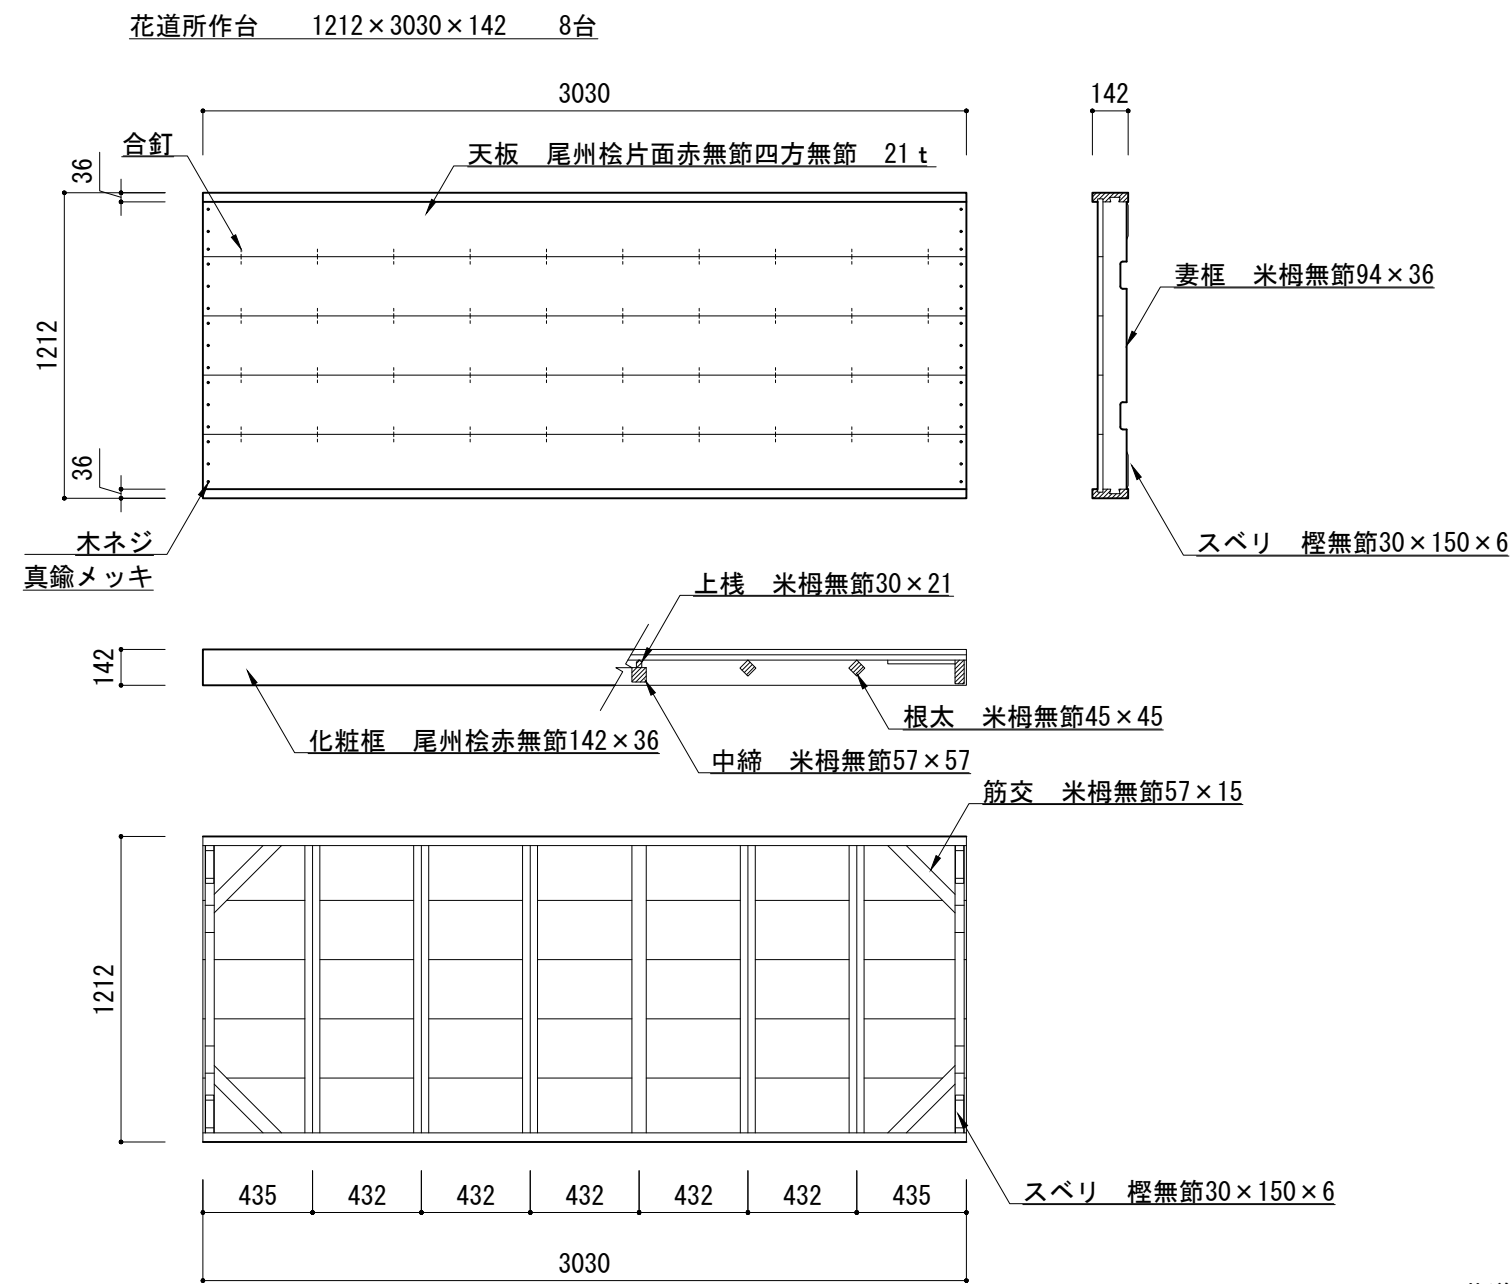 花道所作台　1212×3030×142　8台
3030
142
合釘
天板　尾州桧片面赤無節四方無節　21ｔ
36
妻框　米栂無節94×36
1212
36
木ネジ
真鍮メッキ
スベリ　樫無節30×150×6
上桟　米栂無節30×21
142
根太　米栂無節45×45
化粧框　尾州桧赤無節142×36
中締　米栂無節57×57
筋交　米栂無節57×15
1212
435
432
432
432
432
432
435
スベリ　樫無節30×150×6
3030